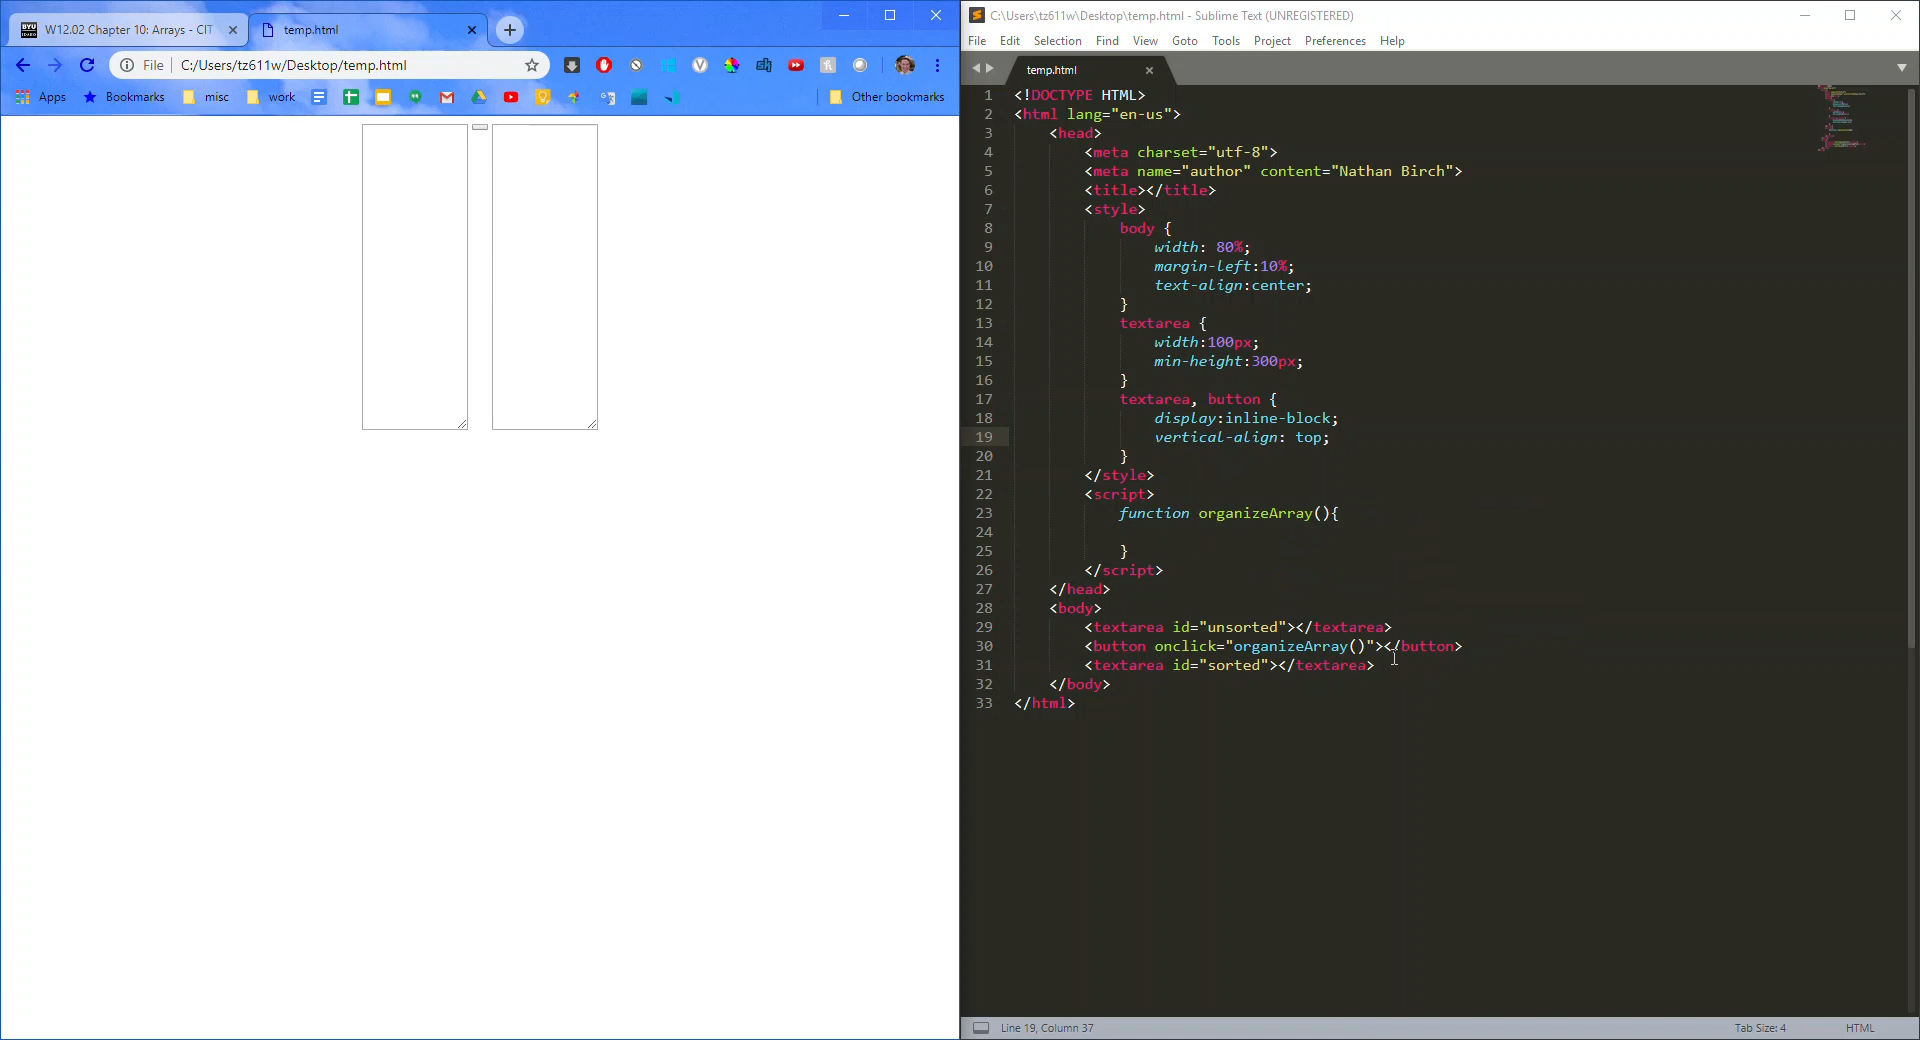 W12.02 Chapter 10: Arrays - CIT
temp.html
File C:/Users/tz611w/Desktop/temp.html
Apps Bookmarks misc work Other bookmarks
C:\Users\tz611w\Desktop\temp.html - Sublime Text (UNREGISTERED)
File Edit Selection Find View Goto Tools Project Preferences Help
temp.html
1 <!DOCTYPE HTML>
2 <html lang="en-us">
3 <head>
4 <meta charset="utf-8">
5 <meta name="author" content="Nathan Birch">
6 <title></title>
7 <style>
8 body {
9 width: 80%;
10 margin-left:10%;
11 text-align:center;
12 }
13 textarea {
14 width:100px;
15 min-height:300px;
16 }
17 textarea, button {
18 display:inline-block;
19 vertical-align: top;
20 }
21 </style>
22 <script>
23 function organizeArray(){
24
25 }
26 </script>
27 </head>
28 <body>
29 <textarea id="unsorted"></textarea>
30 <button onclick="organizeArray()"></button>
31 <textarea id="sorted"></textarea>
32 </body>
33 </html>
Line 19, Column 37 Tab Size: 4 HTML